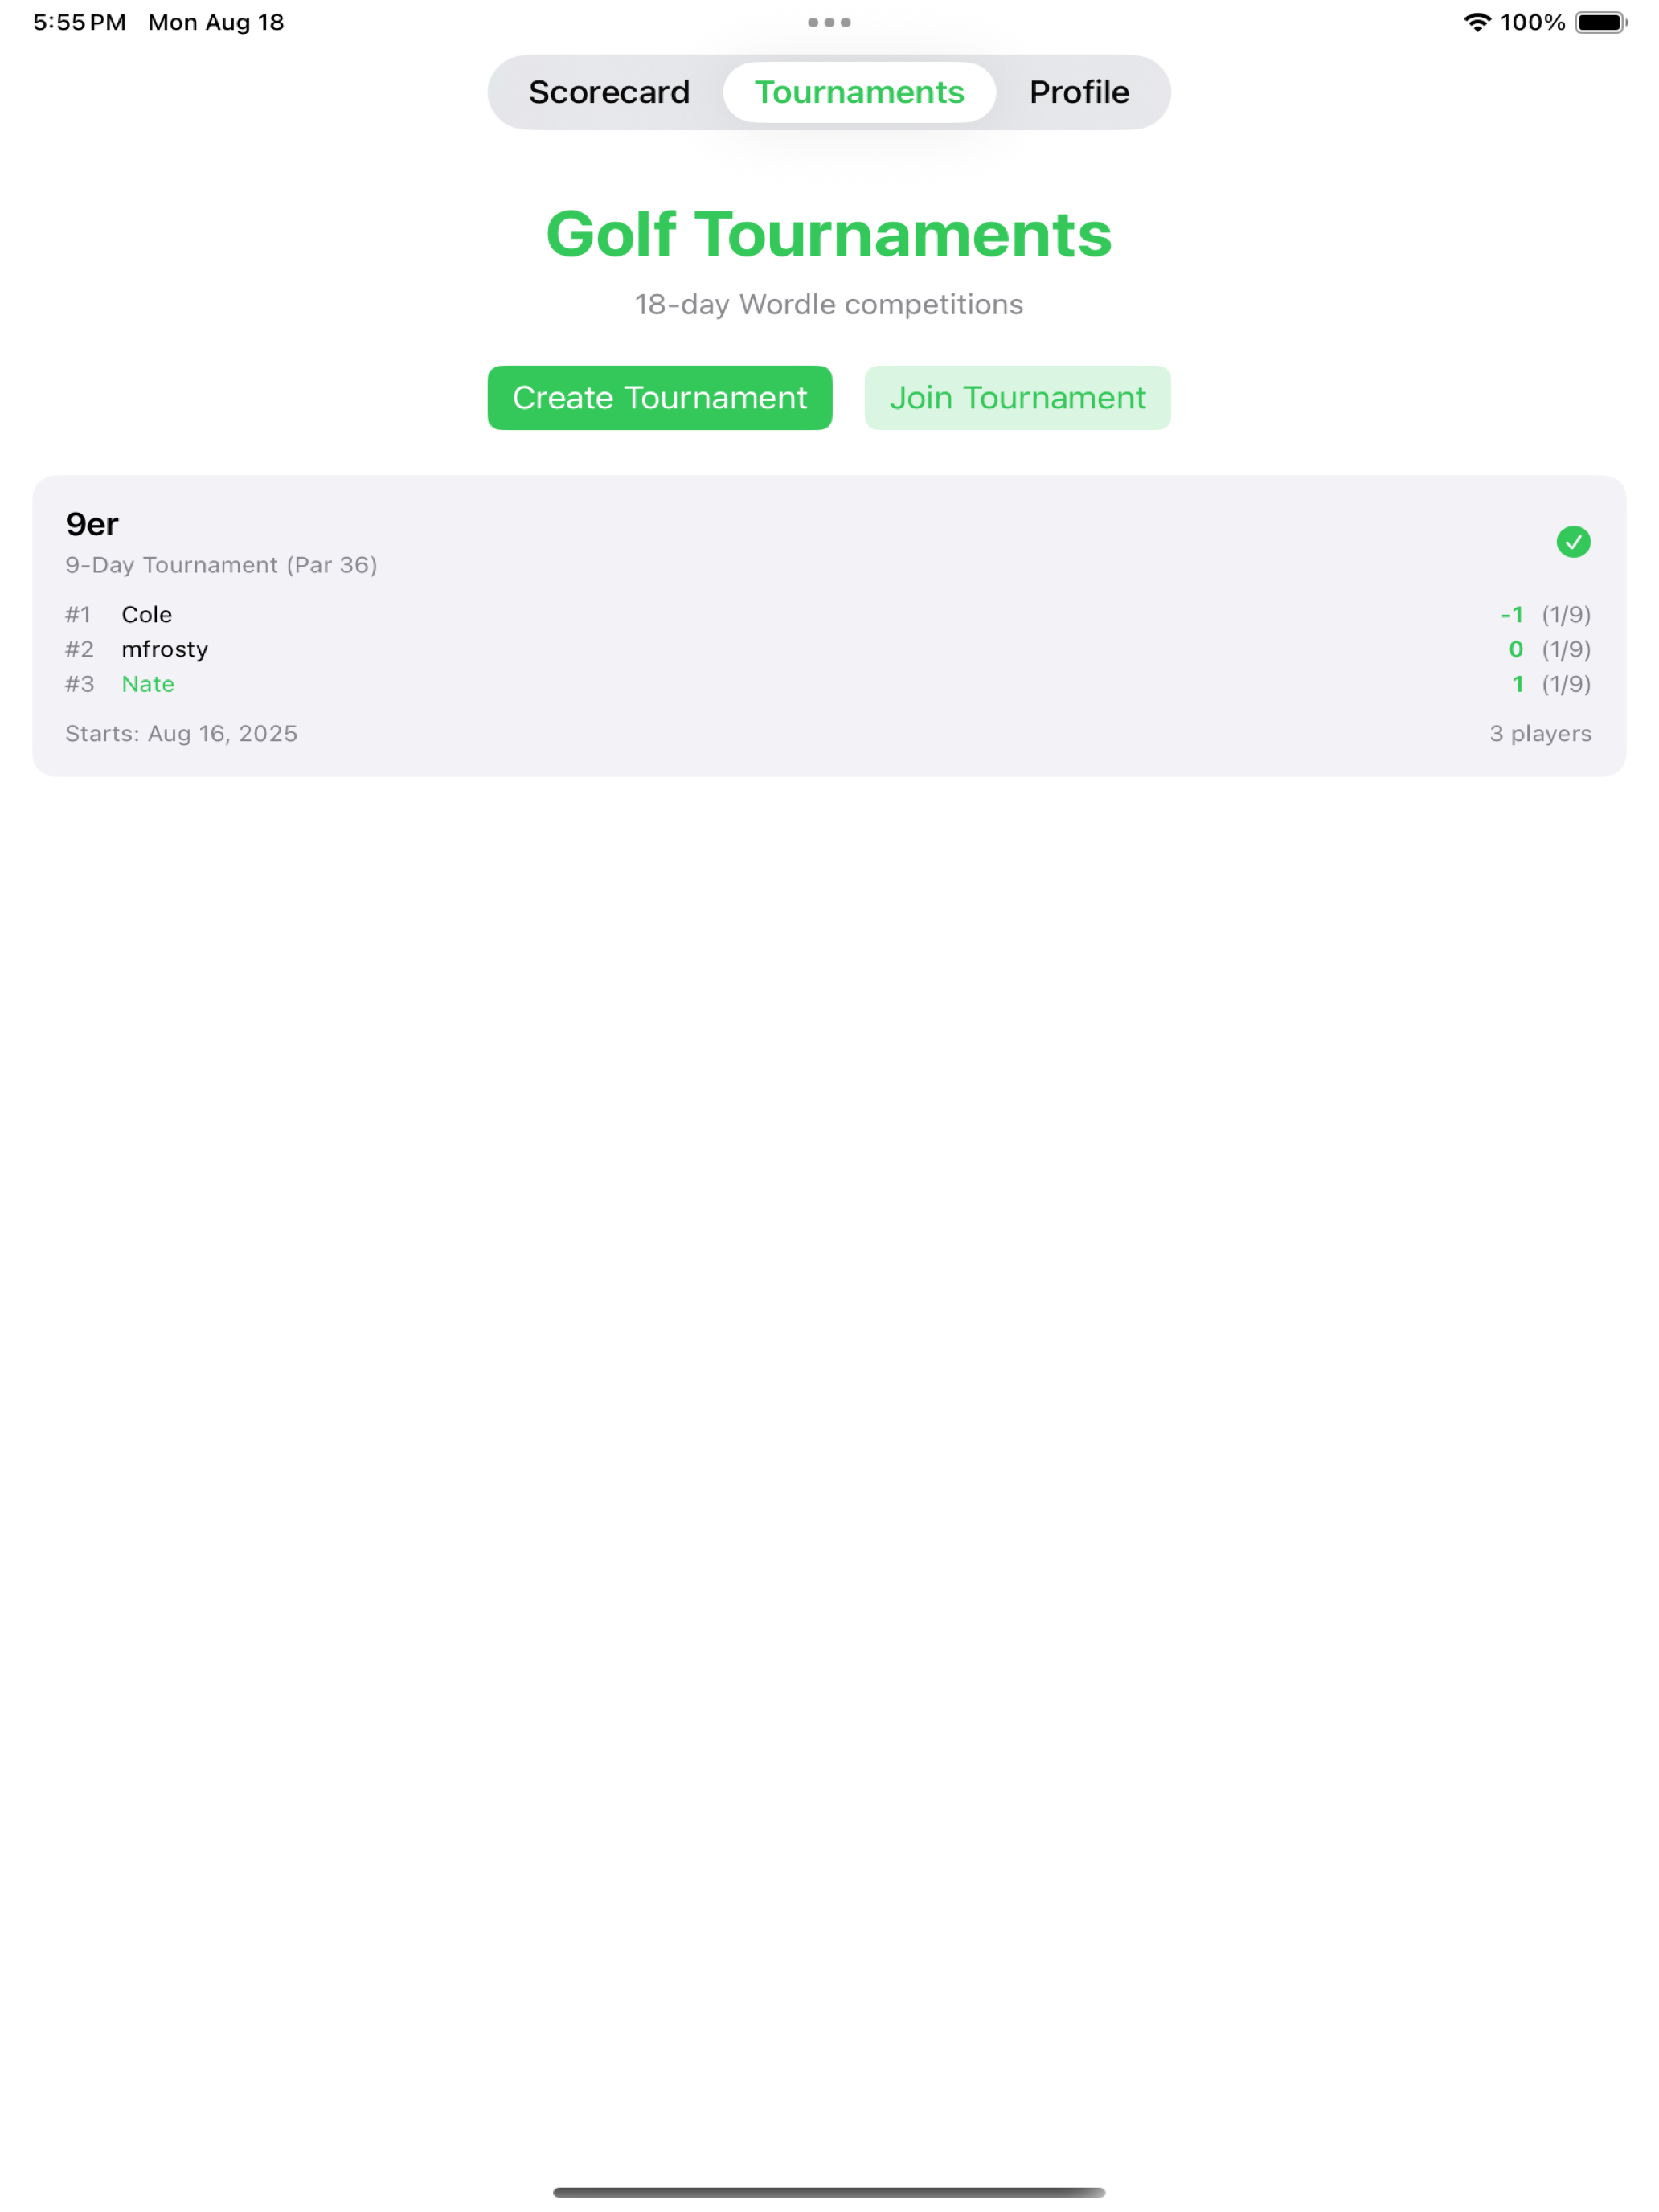 5:55 PM Mon Aug 18 100%
Scorecard Tournaments Profile
Golf Tournaments
18-day Wordle competitions
Create Tournament Join Tournament
9er
9-Day Tournament (Par 36)
#1 Cole -1 (1/9)
#2 mfrosty 0 (1/9)
#3 Nate 1 (1/9)
Starts: Aug 16, 2025 3 players